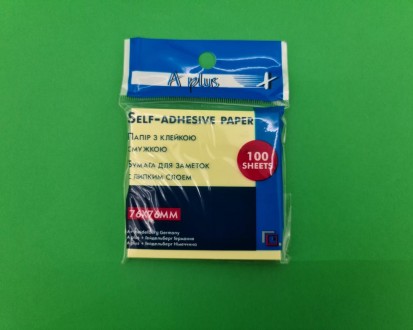 A plus
SELF-ADHESIVE PAPER
ПАПІР З КЛЕЙКОЮ
СМУЖКОЮ
БУМАГА ДЛЯ ЗАМЕТОК
С ЛИПКИМ СЛОЕМ
100
SHEETS
76X76MM